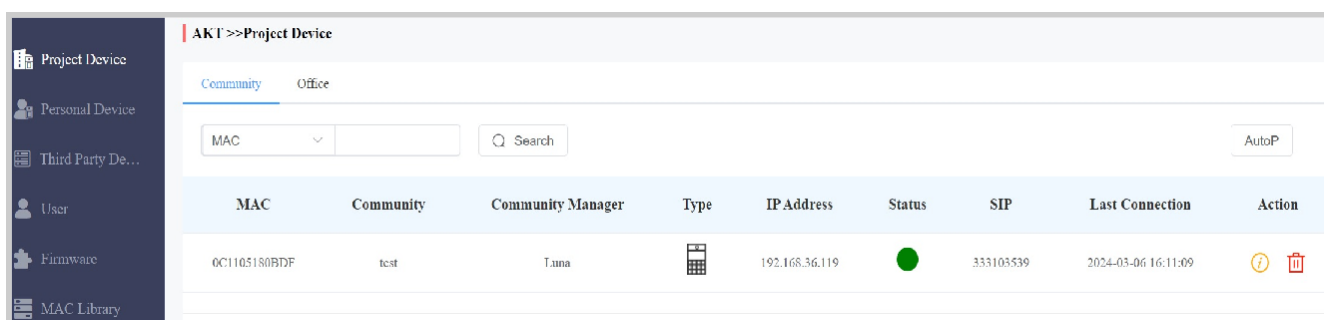 AKT >>Project Device
Project Device
Personal Device
Third Party De...
User
Firmware
MAC Library
Community Office
MAC Search AutoP
MAC Community Community Manager Type IP Address Status SIP Last Connection Action
0C1105180BDF test Luna 192.168.36.119 333103539 2024-03-06 16:11:09